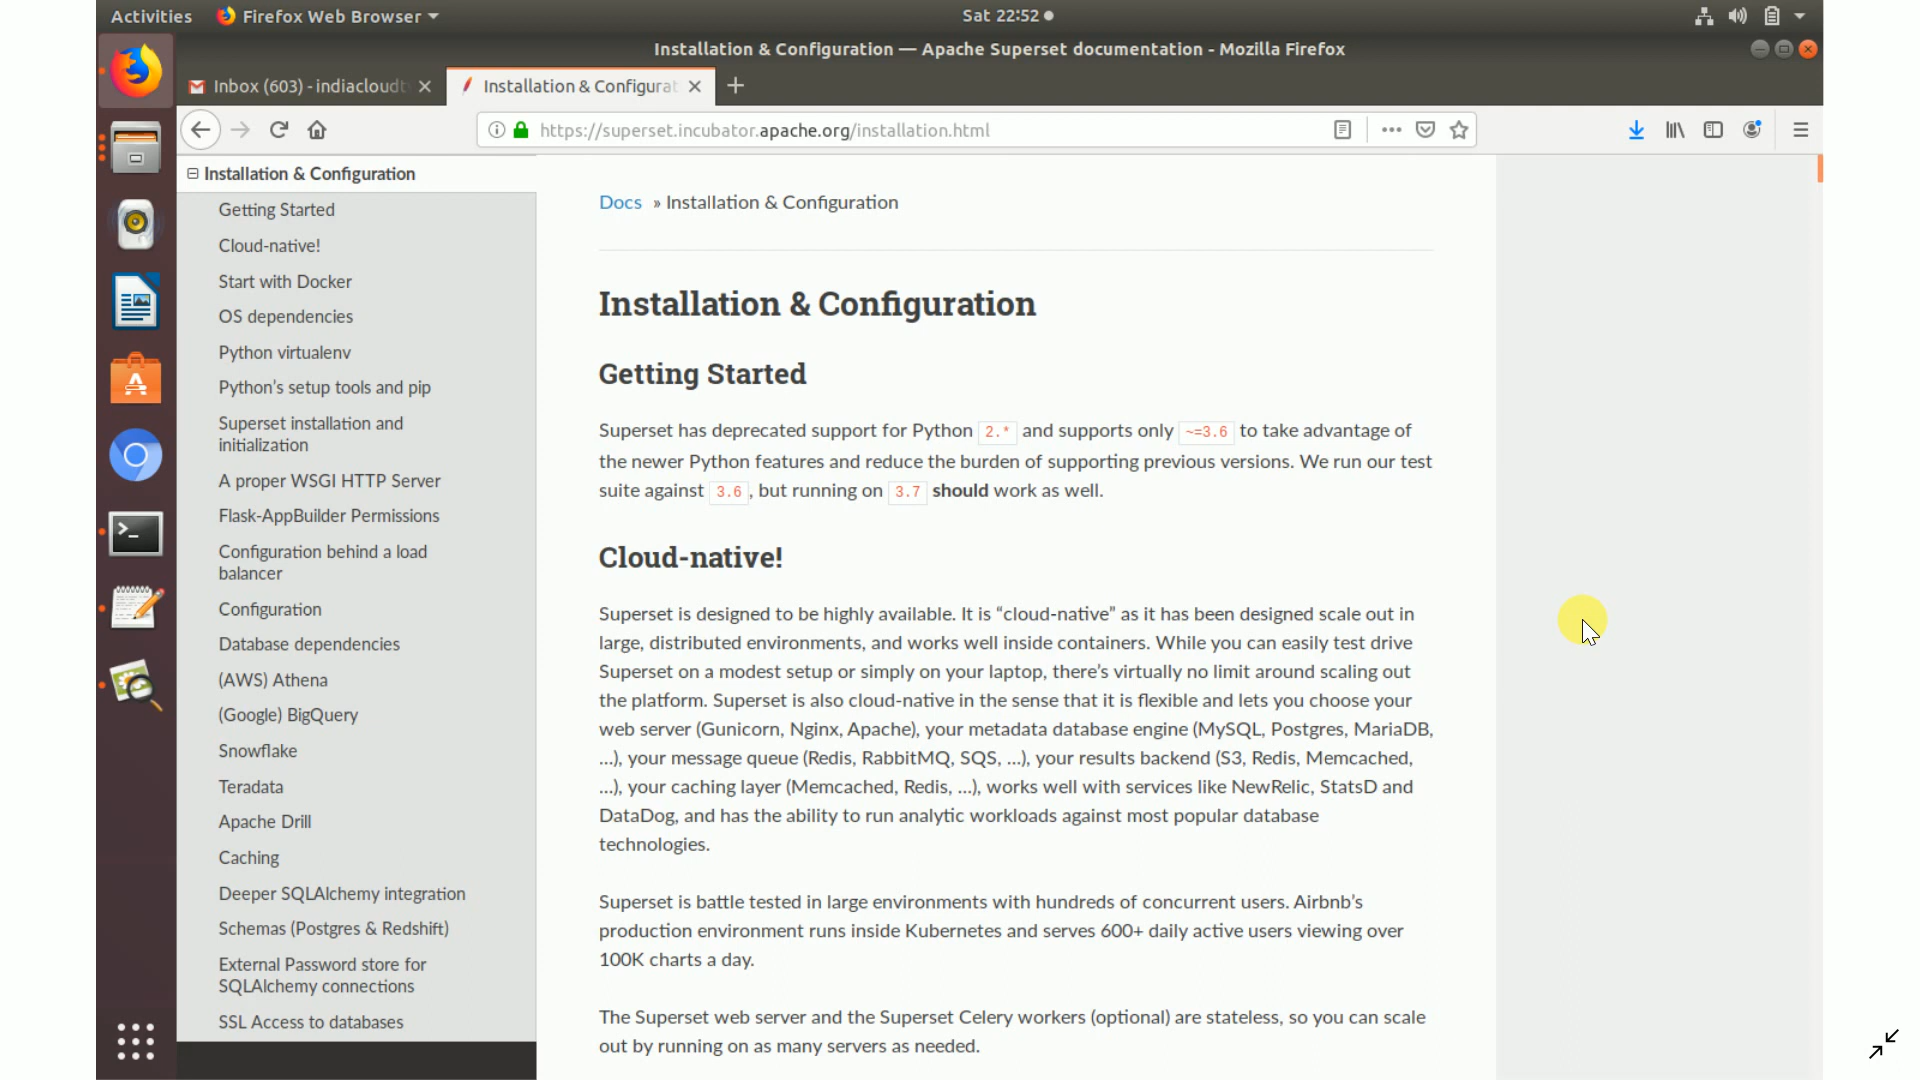 Activities Firefox Web Browser Sat 22:52
Installation & Configuration — Apache Superset documentation - Mozilla Firefox
Inbox (603) - indiacloudt Installation & Configurat
https://superset.incubator.apache.org/installation.html
Installation & Configuration
Getting Started
Cloud-native!
Start with Docker
OS dependencies
Python virtualenv
Python’s setup tools and pip
Superset installation and
initialization
A proper WSGI HTTP Server
Flask-AppBuilder Permissions
Configuration behind a load
balancer
Configuration
Database dependencies
(AWS) Athena
(Google) BigQuery
Snowflake
Teradata
Apache Drill
Caching
Deeper SQLAlchemy integration
Schemas (Postgres & Redshift)
External Password store for
SQLAlchemy connections
SSL Access to databases
Docs » Installation & Configuration
Installation & Configuration
Getting Started
Superset has deprecated support for Python 2.* and supports only ~=3.6 to take advantage of
the newer Python features and reduce the burden of supporting previous versions. We run our test
suite against 3.6, but running on 3.7 should work as well.
Cloud-native!
Superset is designed to be highly available. It is “cloud-native” as it has been designed scale out in
large, distributed environments, and works well inside containers. While you can easily test drive
Superset on a modest setup or simply on your laptop, there’s virtually no limit around scaling out
the platform. Superset is also cloud-native in the sense that it is flexible and lets you choose your
web server (Gunicorn, Nginx, Apache), your metadata database engine (MySQL, Postgres, MariaDB,
…), your message queue (Redis, RabbitMQ, SQS, …), your results backend (S3, Redis, Memcached,
…), your caching layer (Memcached, Redis, …), works well with services like NewRelic, StatsD and
DataDog, and has the ability to run analytic workloads against most popular database
technologies.
Superset is battle tested in large environments with hundreds of concurrent users. Airbnb’s
production environment runs inside Kubernetes and serves 600+ daily active users viewing over
100K charts a day.
The Superset web server and the Superset Celery workers (optional) are stateless, so you can scale
out by running on as many servers as needed.